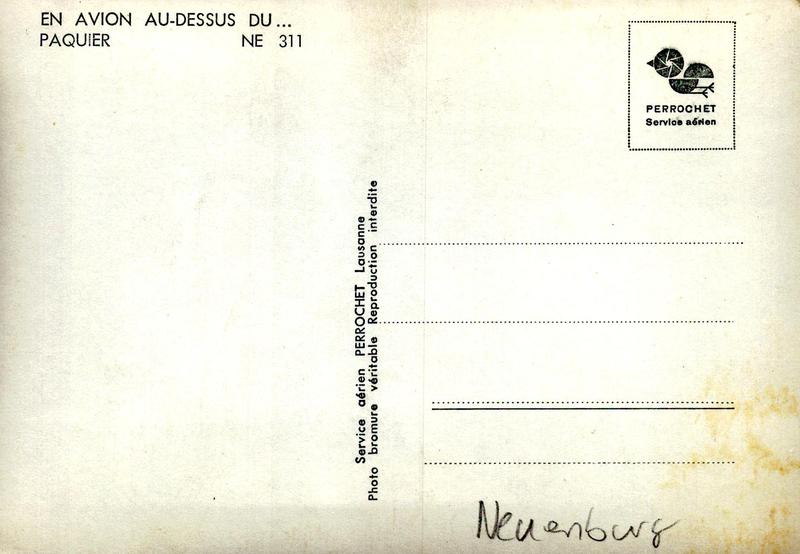 EN AVION AU-DESSUS DU...
PAQUIER NE 311
PERROCHET
Service aérien
Service aérien PERROCHET Lausanne
Photo bromure véritable Reproduction interdite
Neuenburg